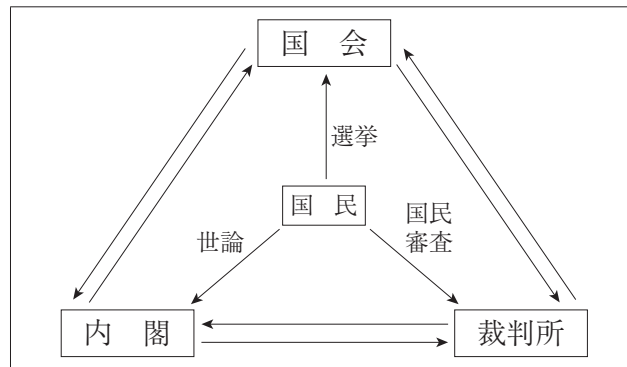 国　会
選挙
国　民
世論
国民
審査
内　閣
裁判所